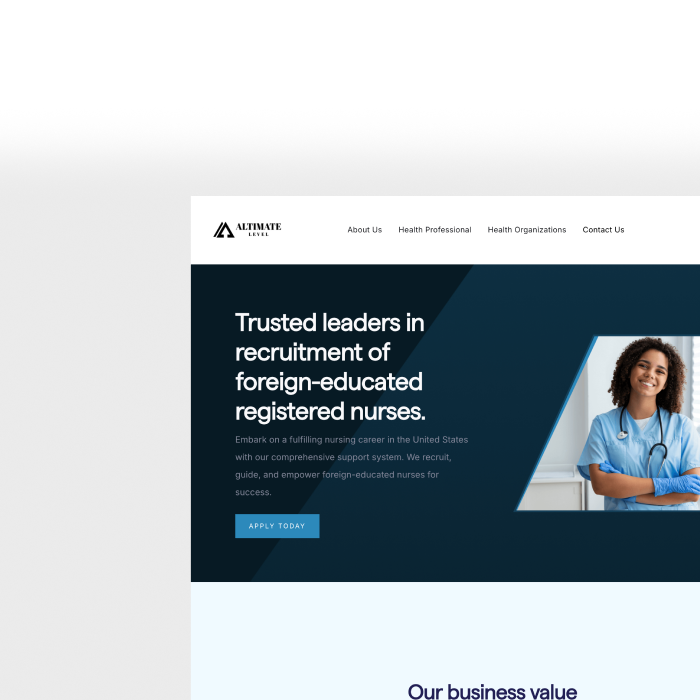 ALTIMATE
LEVEL
About Us
Health Professional
Health Organizations
Contact Us
Trusted leaders in
recruitment of
foreign-educated
registered nurses.
Embark on a fulfilling nursing career in the United States
with our comprehensive support system. We recruit,
guide, and empower foreign-educated nurses for
success.
APPLY TODAY
Our business value